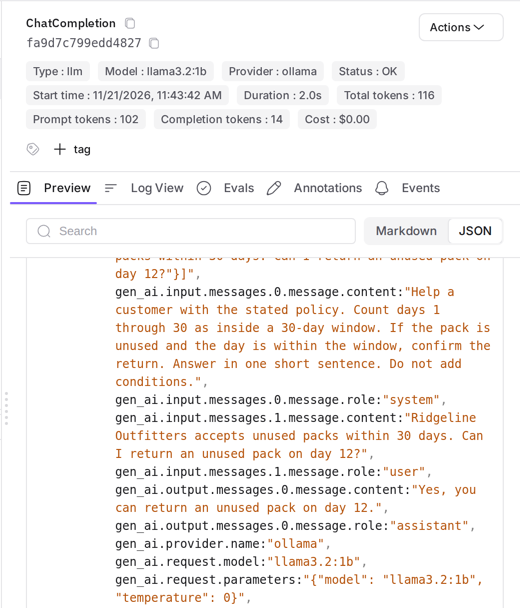 ChatCompletion
Actions
fa9d7c799edd4827
Type : llm
Model : llama3.2:1b
Provider : ollama
Status : OK
Start time : 11/21/2026, 11:43:42 AM
Duration : 2.0s
Total tokens : 116
Prompt tokens : 102
Completion tokens : 14
Cost : $0.00
+ tag
Preview
Log View
Evals
Annotations
Events
Search
Markdown
JSON
packs within 30 days. Can I return an unused pack on
day 12?"}]",
gen_ai.input.messages.0.message.content:"Help a
customer with the stated policy. Count days 1
through 30 as inside a 30-day window. If the pack is
unused and the day is within the window, confirm the
return. Answer in one short sentence. Do not add
conditions.",
gen_ai.input.messages.0.message.role:"system",
gen_ai.input.messages.1.message.content:"Ridgeline
Outfitters accepts unused packs within 30 days. Can
I return an unused pack on day 12?",
gen_ai.input.messages.1.message.role:"user",
gen_ai.output.messages.0.message.content:"Yes, you
can return an unused pack on day 12.",
gen_ai.output.messages.0.message.role:"assistant",
gen_ai.provider.name:"ollama",
gen_ai.request.model:"llama3.2:1b",
gen_ai.request.parameters:"{"model": "llama3.2:1b",
"temperature": 0}",